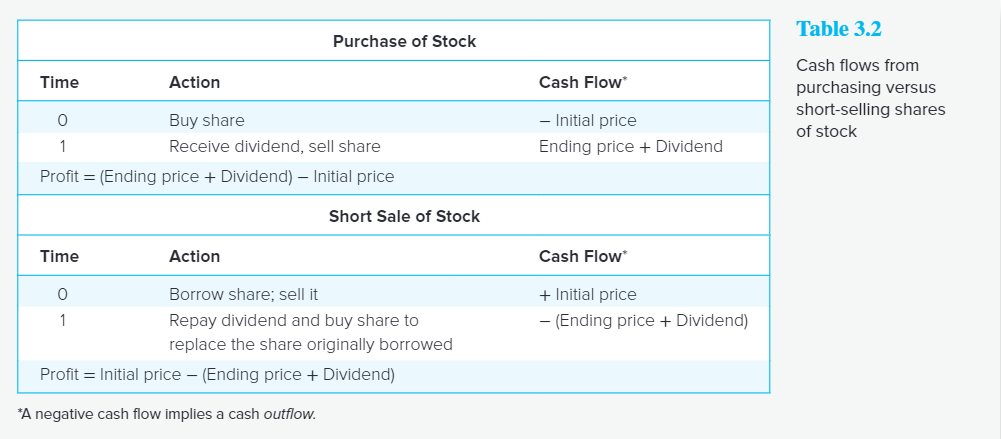 Purchase of Stock
Time Action Cash Flow*
0 Buy share – Initial price
1 Receive dividend, sell share Ending price + Dividend
Profit = (Ending price + Dividend) – Initial price
Short Sale of Stock
Time Action Cash Flow*
0 Borrow share; sell it + Initial price
1 Repay dividend and buy share to – (Ending price + Dividend)
replace the share originally borrowed
Profit = Initial price – (Ending price + Dividend)
*A negative cash flow implies a cash outflow.
Table 3.2
Cash flows from
purchasing versus
short-selling shares
of stock